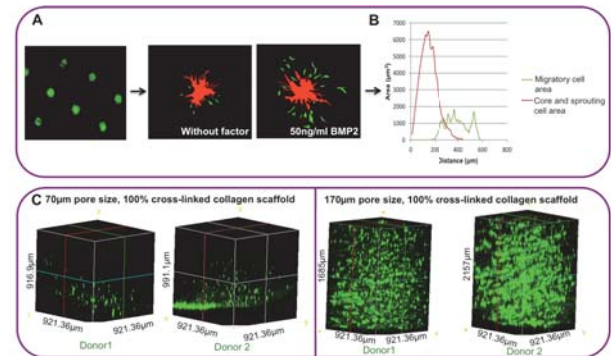 A
Without factor
50ng/ml BMP2
B
Area (µm²)
7000
6000
5000
4000
3000
2000
1000
0
0
200
400
600
800
Distance (µm)
Migratory cell
area
Core and sprouting
cell area
C
70µm pore size, 100% cross-linked collagen scaffold
916.9µm
921.36µm
921.36µm
Donor1
991.1µm
921.36µm
921.36µm
Donor 2
170µm pore size, 100% cross-linked collagen scaffold
1685µm
921.36µm
921.36µm
Donor1
2157µm
921.36µm
921.36µm
Donor 2